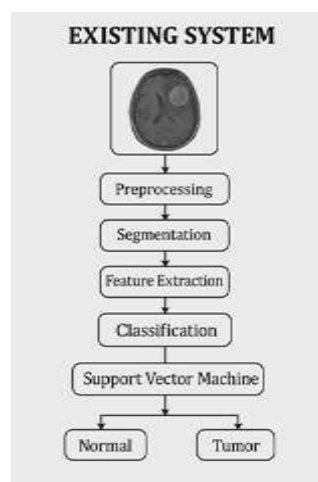 EXISTING SYSTEM
Preprocessing
Segmentation
Feature Extraction
Classification
Support Vector Machine
Normal
Tumor